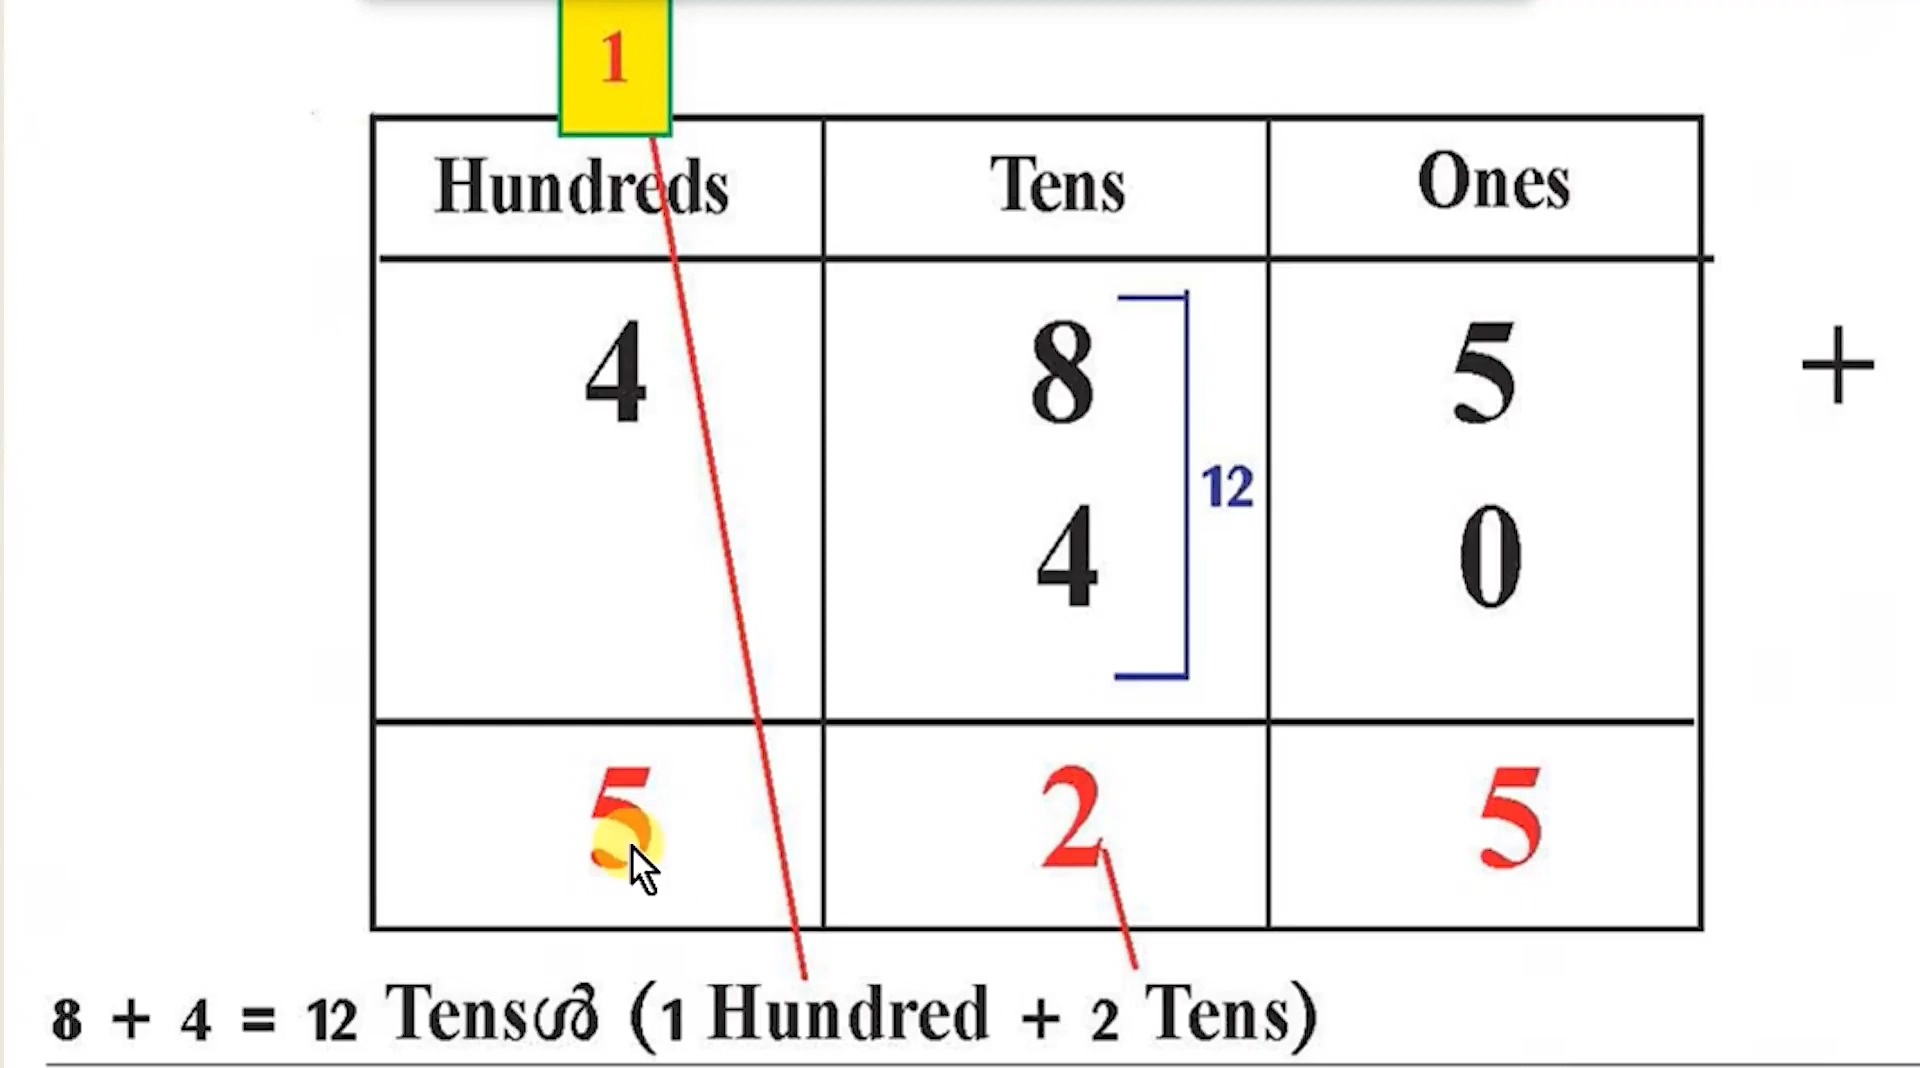 1
Hundreds Tens Ones
4 8 5 +
12
4 0
5 2 5
8 + 4 = 12 Tensൾ (1 Hundred + 2 Tens)